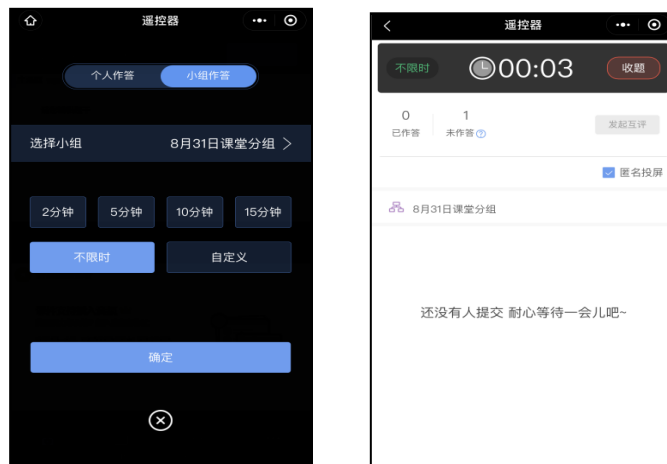 遥控器
个人作答 小组作答
选择小组 8月31日课堂分组
2分钟 5分钟 10分钟 15分钟
不限时 自定义
确定
遥控器
不限时 00:03 收题
0 1
已作答 未作答 发起互评
匿名投屏
8月31日课堂分组
还没有人提交 耐心等待一会儿吧~